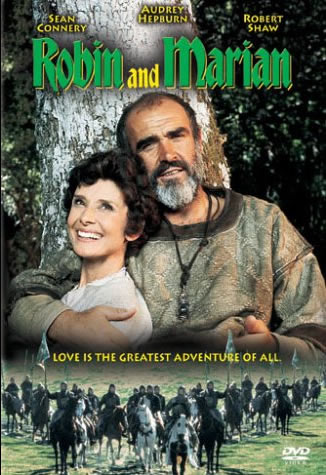 SEAN CONNERY
AUDREY HEPBURN
ROBERT SHAW
Robin and Marian
LOVE IS THE GREATEST ADVENTURE OF ALL.
DVD
VIDEO